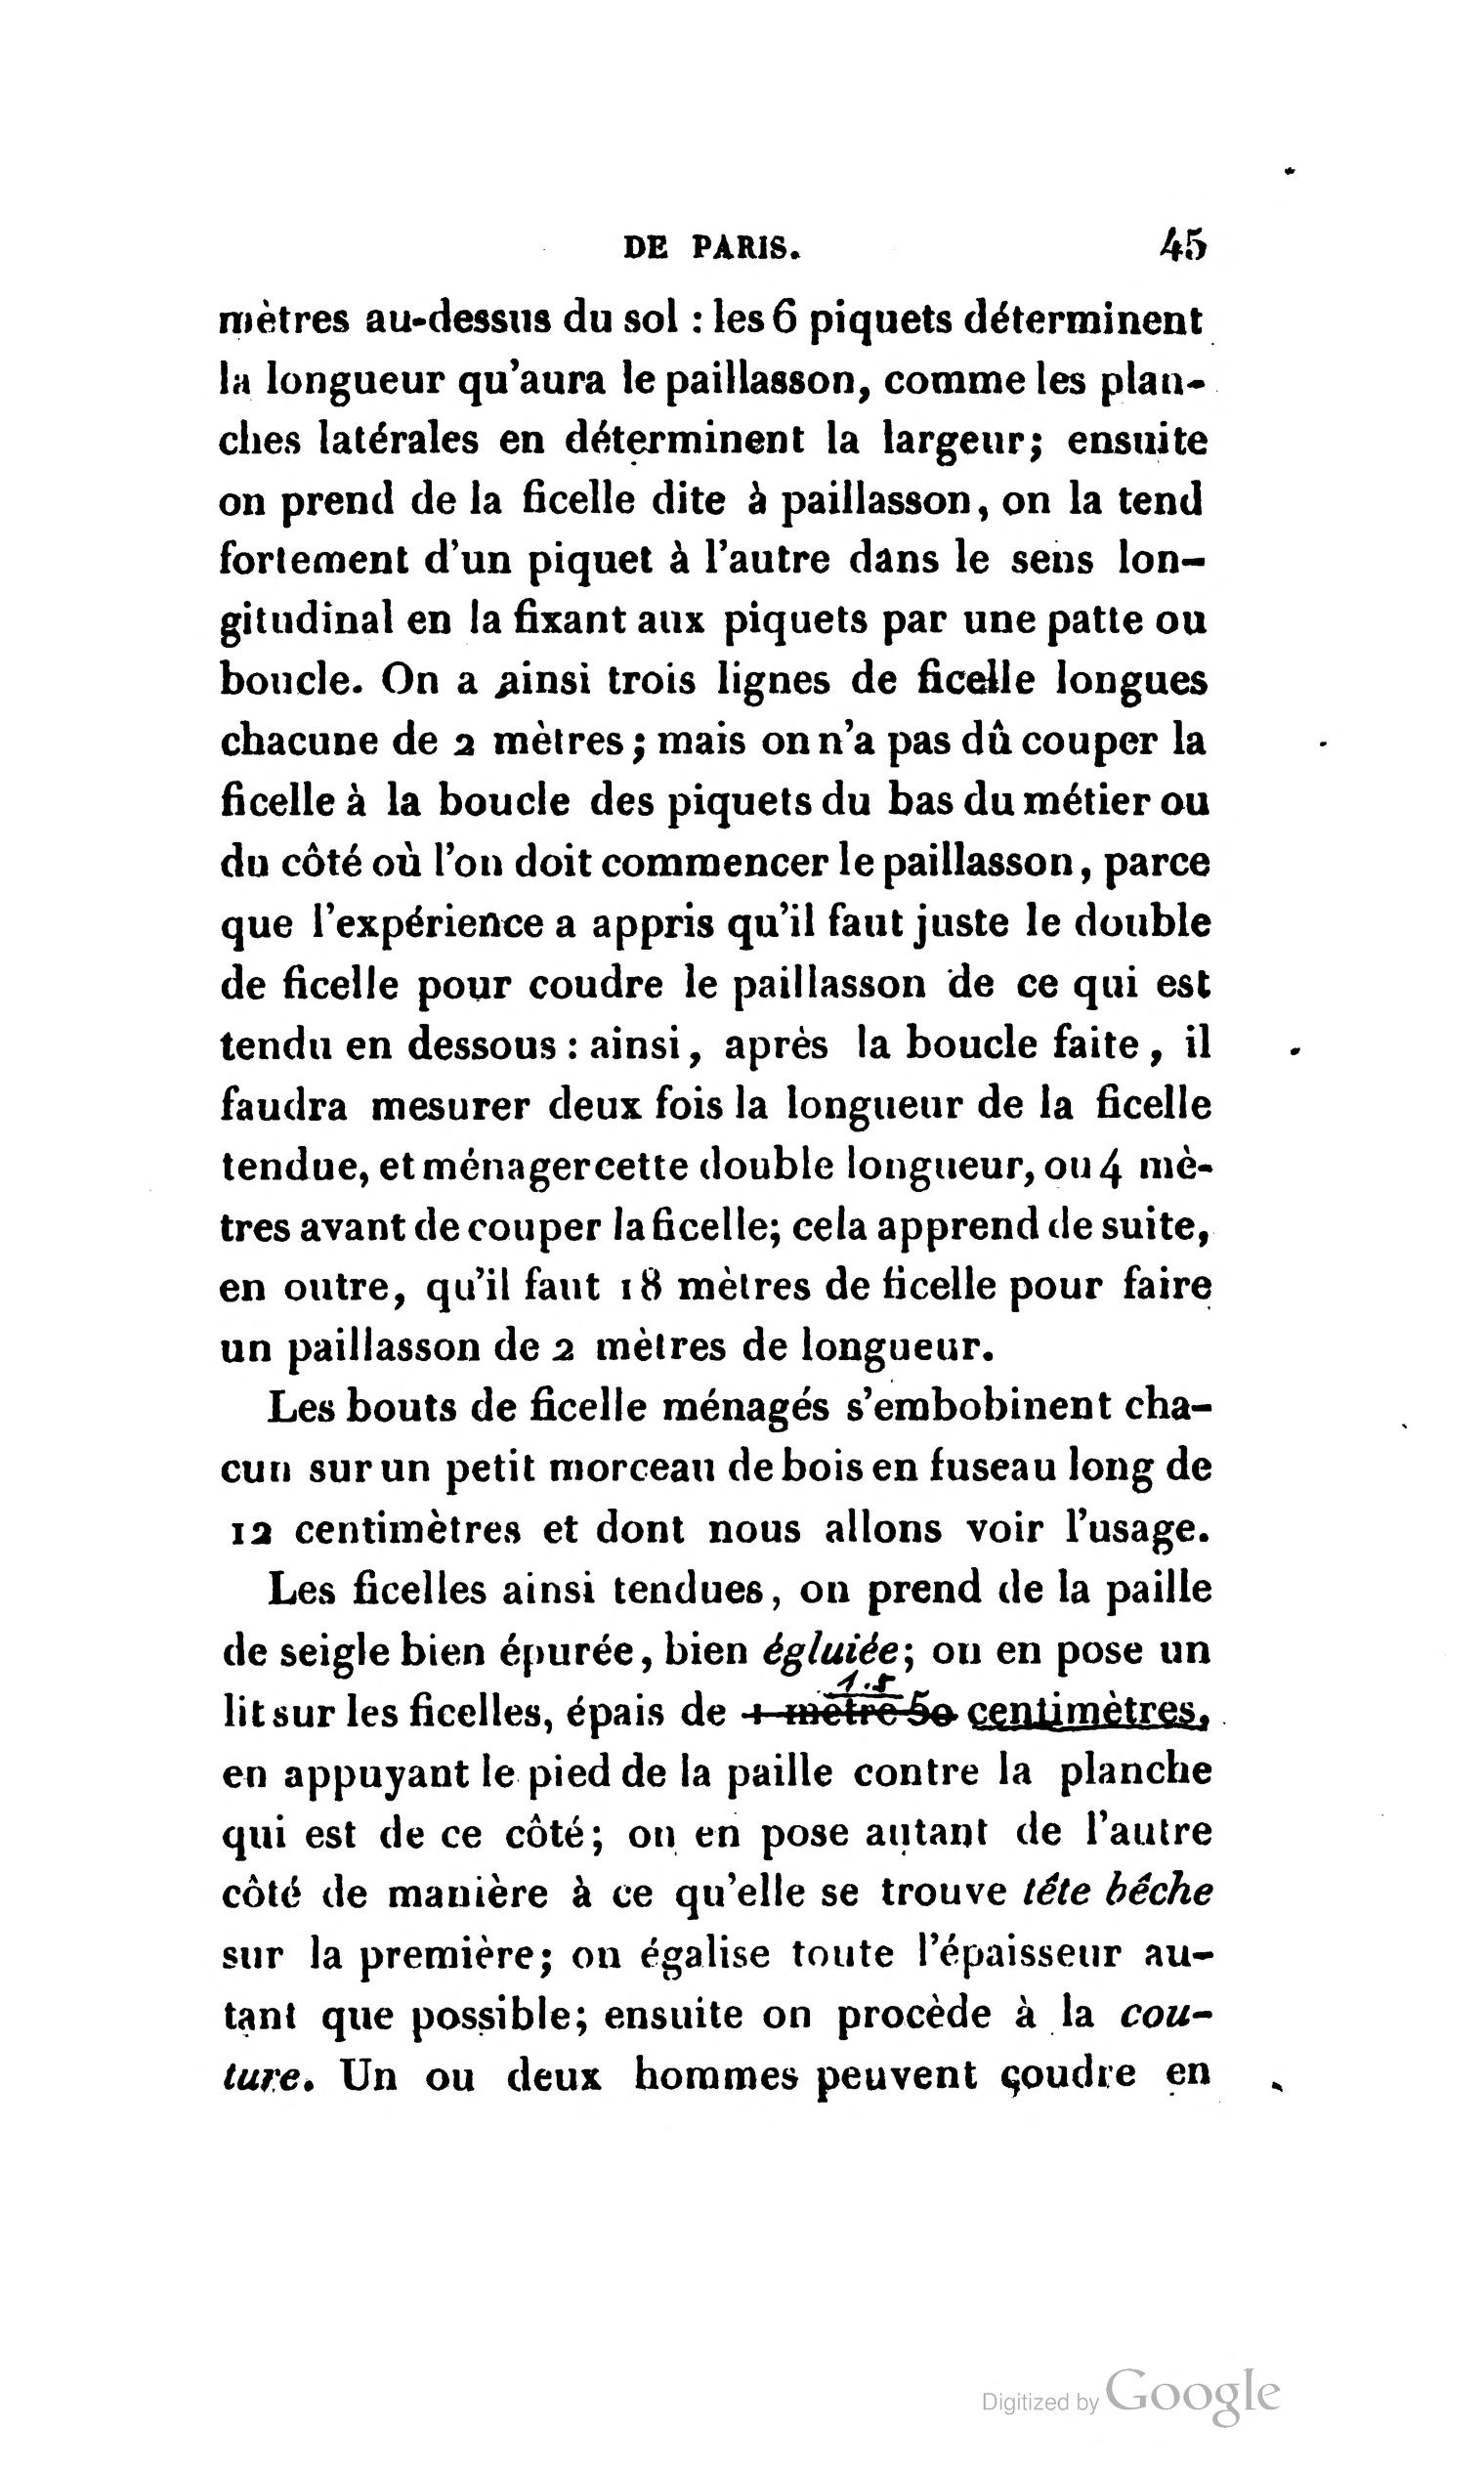 DE PARIS. 45
mètres au-dessus du sol : les 6 piquets déterminent
la longueur qu'aura le paillasson, comme les plan-
ches latérales en déterminent la largeur; ensuite
on prend de la ficelle dite à paillasson, on la tend
fortement d'un piquet à l'autre dans le sens lon-
gitudinal en la fixant aux piquets par une patte ou
boucle. On a ainsi trois lignes de ficelle longues
chacune de 2 mètres; mais on n'a pas dû couper la
ficelle à la boucle des piquets du bas du métier ou
du côté où l'on doit commencer le paillasson, parce
que l'expérience a appris qu'il faut juste le double
de ficelle pour coudre le paillasson de ce qui est
tendu en dessous : ainsi, après la boucle faite, il
faudra mesurer deux fois la longueur de la ficelle
tendue, et ménager cette double longueur, ou 4 mè-
tres avant de couper la ficelle; cela apprend de suite,
en outre, qu'il faut 18 mètres de ficelle pour faire
un paillasson de 2 mètres de longueur.
Les bouts de ficelle ménagés s'embobinent cha-
cun sur un petit morceau de bois en fuseau long de
12 centimètres et dont nous allons voir l'usage.
Les ficelles ainsi tendues, on prend de la paille
de seigle bien épurée, bien égluiée; on en pose un
1.5
lit sur les ficelles, épais de 1 mètre 50 centimètres,
en appuyant le pied de la paille contre la planche
qui est de ce côté; on en pose autant de l'autre
côté de manière à ce qu'elle se trouve tête bêche
sur la première; on égalise toute l'épaisseur au-
tant que possible; ensuite on procède à la cou-
ture. Un ou deux hommes peuvent coudre en
Digitized by Google